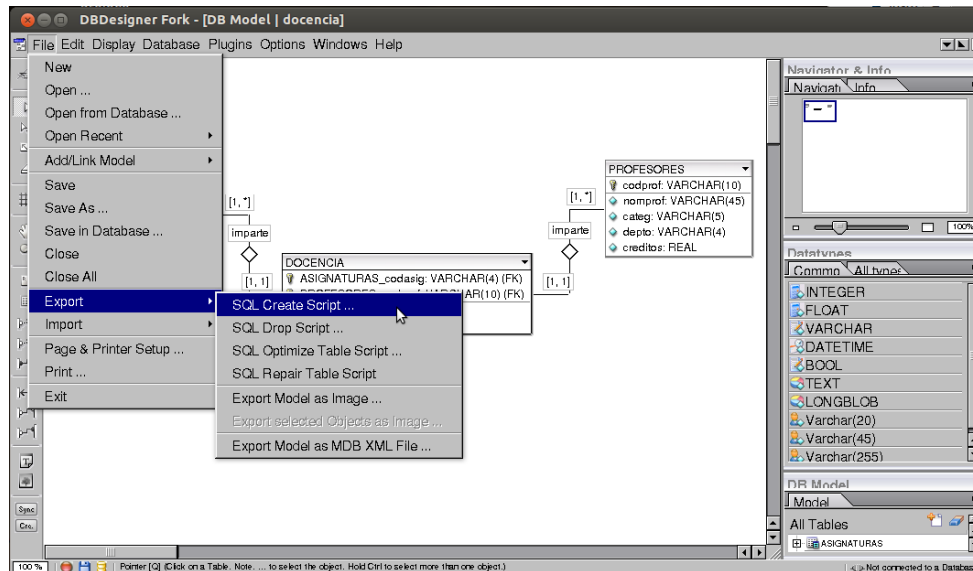 DBDesigner Fork - [DB Model | docencia]
File Edit Display Database Plugins Options Windows Help
New
Open ...
Open from Database ...
Open Recent
Add/Link Model
Save
Save As ...
Save in Database ...
Close
Close All
Export
Import
Page & Printer Setup ...
Print ...
Exit
SQL Create Script ...
SQL Drop Script ...
SQL Optimize Table Script ...
SQL Repair Table Script
Export Model as Image ...
Export selected Objects as Image ...
Export Model as MDB XML File ...
[1, *]
imparte
[1, 1]
DOCENCIA
ASIGNATURAS_codasig: VARCHAR(4) (FK)
VARCHAR(10) (FK)
[1, *]
imparte
[1, 1]
PROFESORES
codprof: VARCHAR(10)
nomprof: VARCHAR(45)
categ: VARCHAR(5)
depto: VARCHAR(4)
creditos: REAL
Navigator & Info
Navigati Info
100%
Datatypes
Commo All types
INTEGER
FLOAT
VARCHAR
DATETIME
BOOL
TEXT
LONGBLOB
Varchar(20)
Varchar(45)
Varchar(255)
DB Model
Model
All Tables
ASIGNATURAS
Sync
Cre.
100 % Pointer [Q] (Click on a Table. Note. ... to select the object. Hold Ctrl to select more than one object.) Not connected to a Databas